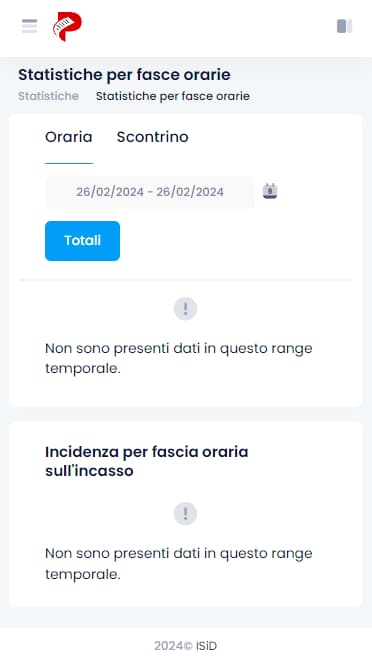 Statistiche per fasce orarie
Statistiche Statistiche per fasce orarie
Oraria Scontrino
26/02/2024 - 26/02/2024
Totali
Non sono presenti dati in questo range
temporale.
Incidenza per fascia oraria
sull'incasso
Non sono presenti dati in questo range
temporale.
2024© ISiD